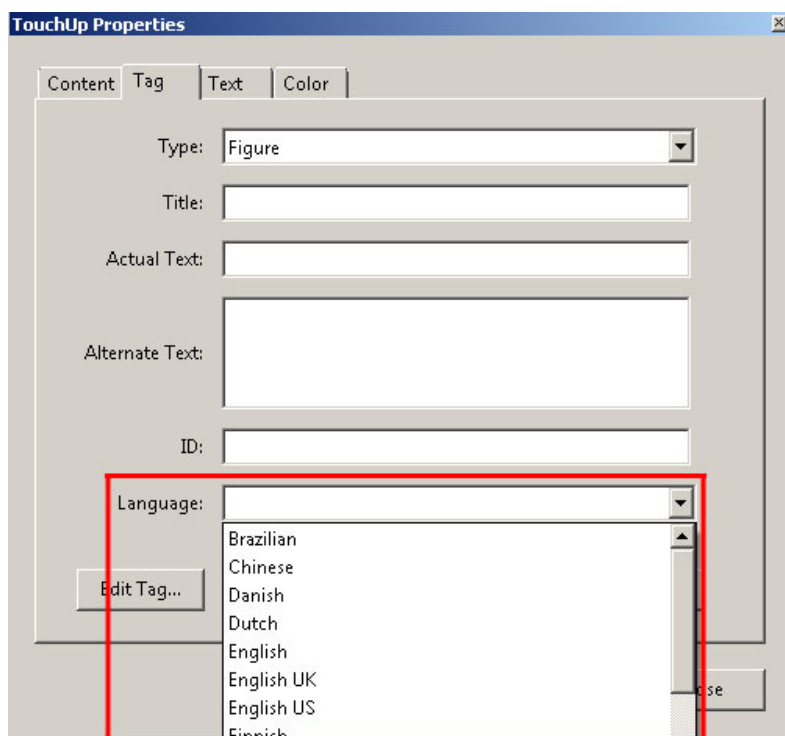 TouchUp Properties
Content Tag Text Color
Type: Figure
Title:
Actual Text:
Alternate Text:
ID:
Language:
Brazilian
Chinese
Edit Tag...
Danish
Dutch
English
English UK
English US
Finnish